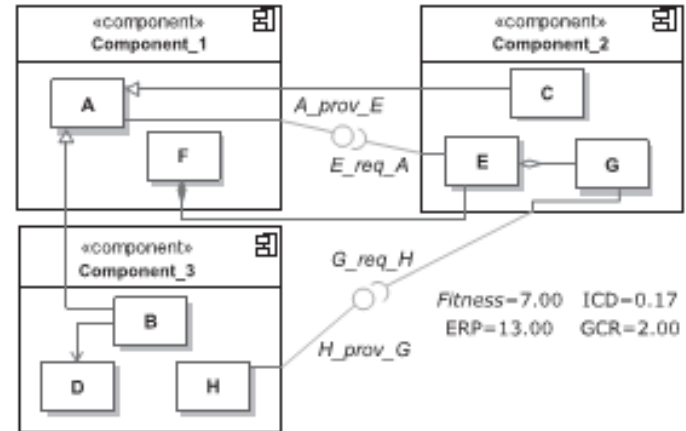 «component»
Component_1
A
F
«component»
Component_2
C
E
G
A_prov_E
E_req_A
«component»
Component_3
B
D
H
G_req_H
H_prov_G
Fitness=7.00 ICD=0.17
ERP=13.00 GCR=2.00